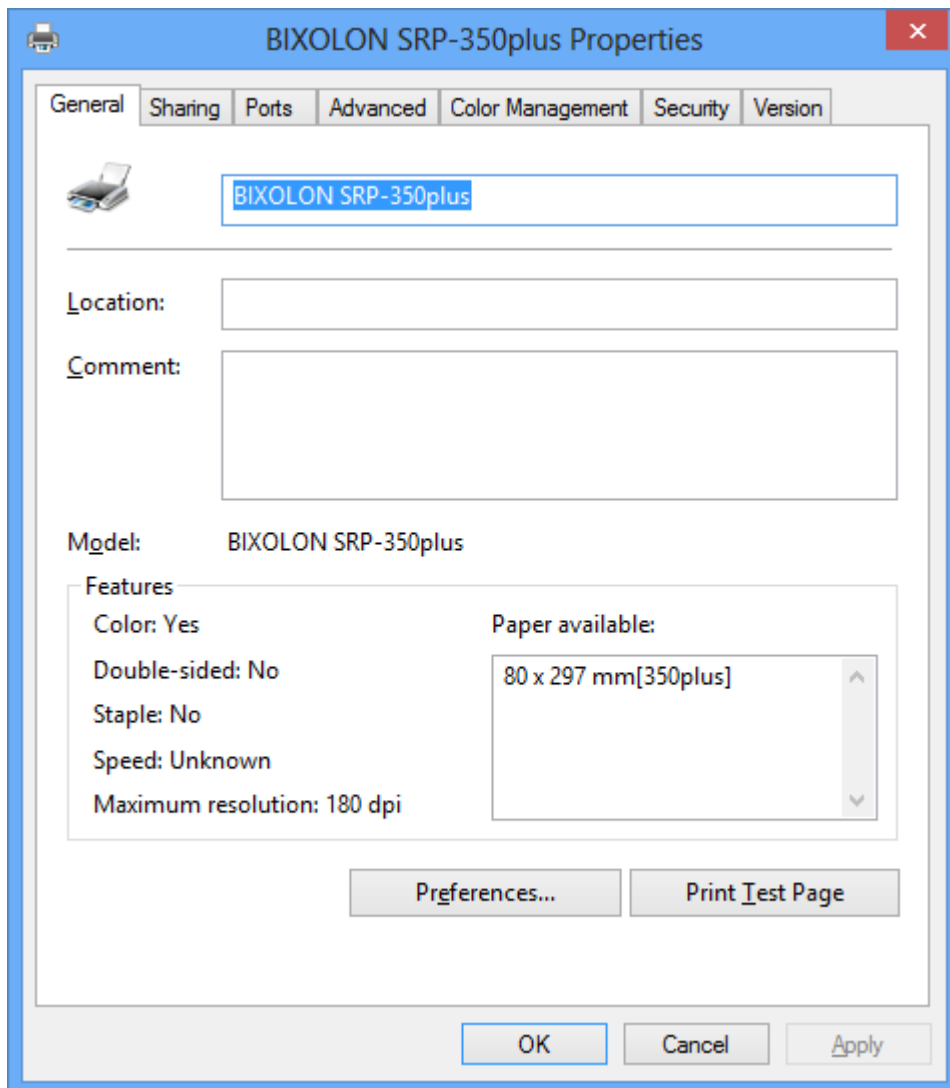 BIXOLON SRP-350plus Properties
General Sharing Ports Advanced Color Management Security Version
BIXOLON SRP-350plus
Location:
Comment:
Model: BIXOLON SRP-350plus
Features
Color: Yes
Double-sided: No
Staple: No
Speed: Unknown
Maximum resolution: 180 dpi
Paper available:
80 x 297 mm[350plus]
Preferences... Print Test Page
OK Cancel Apply